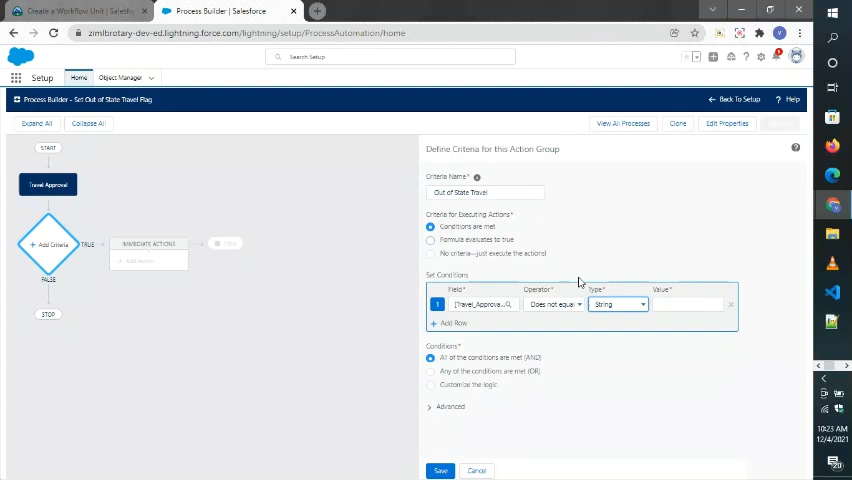 Create a Workflow Unit | Salesfo
Process Builder | Salesforce
zimlbrotary-dev-ed.lightning.force.com/lightning/setup/ProcessAutomation/home
Search Setup
Setup
Home
Object Manager
Process Builder - Set Out of State Travel Flag
Back To Setup
? Help
Expand All
Collapse All
View All Processes
Clone
Edit Properties
START
Travel Approval
+ Add Criteria
TRUE
IMMEDIATE ACTIONS
+ Add Action
STOP
FALSE
STOP
Define Criteria for this Action Group
Criteria Name*
Out of State Travel
Criteria for Executing Actions*
Conditions are met
Formula evaluates to true
No criteria—just execute the actions!
Set Conditions
Field*
Operator*
Type*
Value*
1
[Travel_Approva...
Does not equal
String
+ Add Row
Conditions*
All of the conditions are met (AND)
Any of the conditions are met (OR)
Customize the logic
Advanced
Save
Cancel
10:23 AM
12/4/2021
20